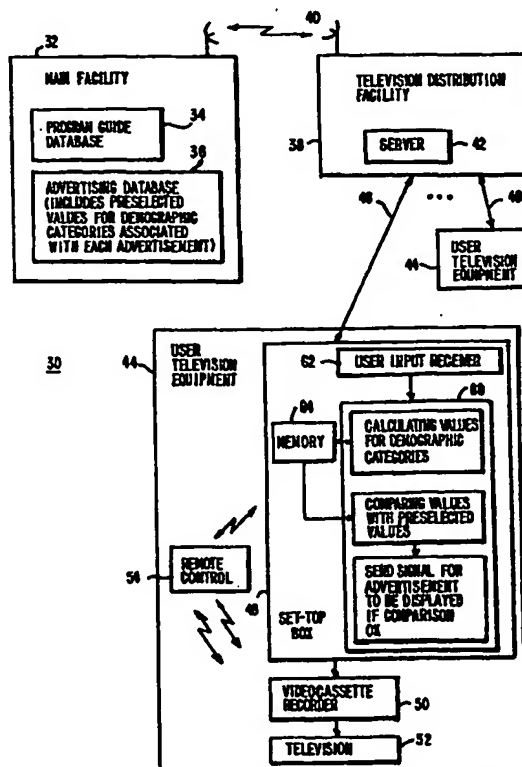 32
40
MAIN FACILITY
PROGRAM GUIDE
DATABASE
34
36
ADVERTISING DATABASE
(INCLUDES PRESELECTED
VALUES FOR DEMOGRAPHIC
CATEGORIES ASSOCIATED
WITH EACH ADVERTISEMENT)
TELEVISION DISTRIBUTION
FACILITY
38
SERVER
42
46
...
44
USER
TELEVISION
EQUIPMENT
30
44
USER
TELEVISION
EQUIPMENT
62
USER INPUT RECEIVER
64
MEMORY
CALCULATING VALUES
FOR DEMOGRAPHIC
CATEGORIES
COMPARING VALUES
WITH PRESELECTED
VALUES
SEND SIGNAL FOR
ADVERTISEMENT
TO BE DISPLAYED
IF COMPARISON
OK
54
REMOTE
CONTROL
48
SET-TOP
BOX
VIDEOCASSETTE
RECORDER
50
TELEVISION
52